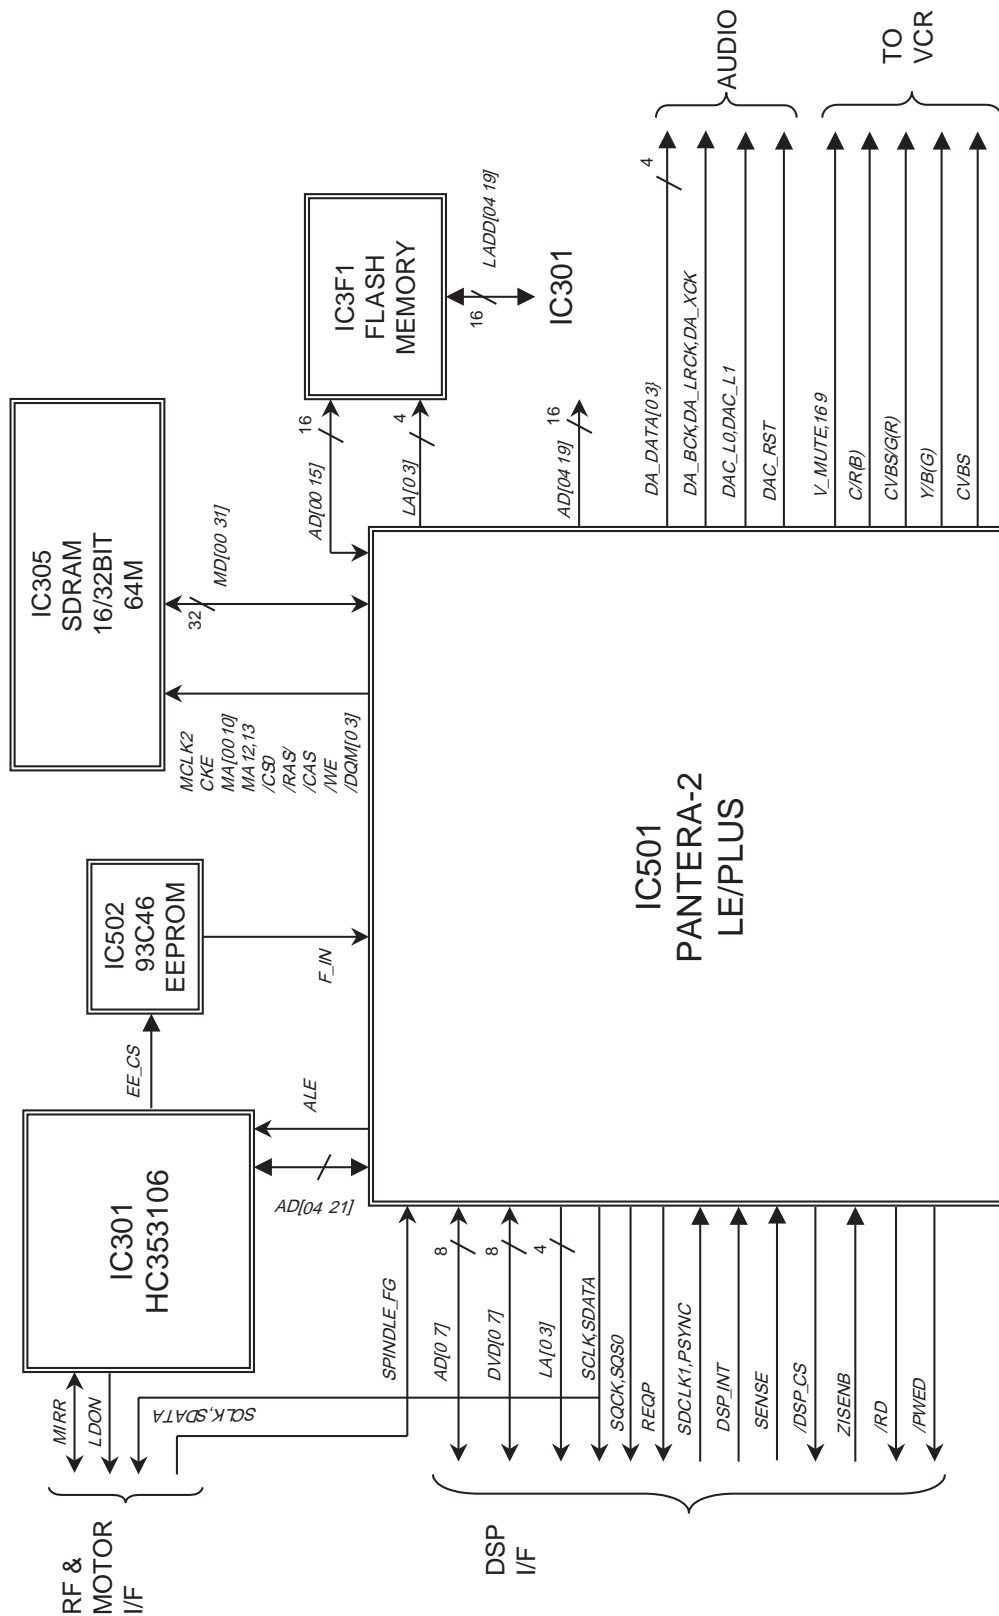 RF &
MOTOR
I/F
DSP
I/F
MIRR
LDON
SCLK,SDATA
IC301
HC353106
EE_CS
IC502
93C46
EEPROM
F_IN
ALE
AD[04 21]
IC305
SDRAM
16/32BIT
64M
MCLK2
CKE
MA[00 10]
MA12,13
/CS0
/RAS/
/CAS
/WE
/DQM[0 3]
32
MD[00 31]
IC3F1
FLASH
MEMORY
16
AD[00 15]
4
LA[0 3]
16
LADD[04 19]
IC301
16
AD[04 19]
IC501
PANTERA-2
LE/PLUS
SPINDLE_FG
8
AD[0 7]
8
DVD[0 7]
4
LA[0 3]
SCLK,SDATA
SQCK,SQS0
REQP
SDCLK1,PSYNC
DSP_INT
SENSE
/DSP_CS
ZISENB
/RD
/PWED
4
DA_DATA[0 3}
DA_BCK,DA_LRCK,DA_XCK
DAC_L0,DAC_L1
DAC_RST
AUDIO
V_MUTE,16 9
C/R(B)
CVBS/G(R)
Y/B(G)
CVBS
TO
VCR